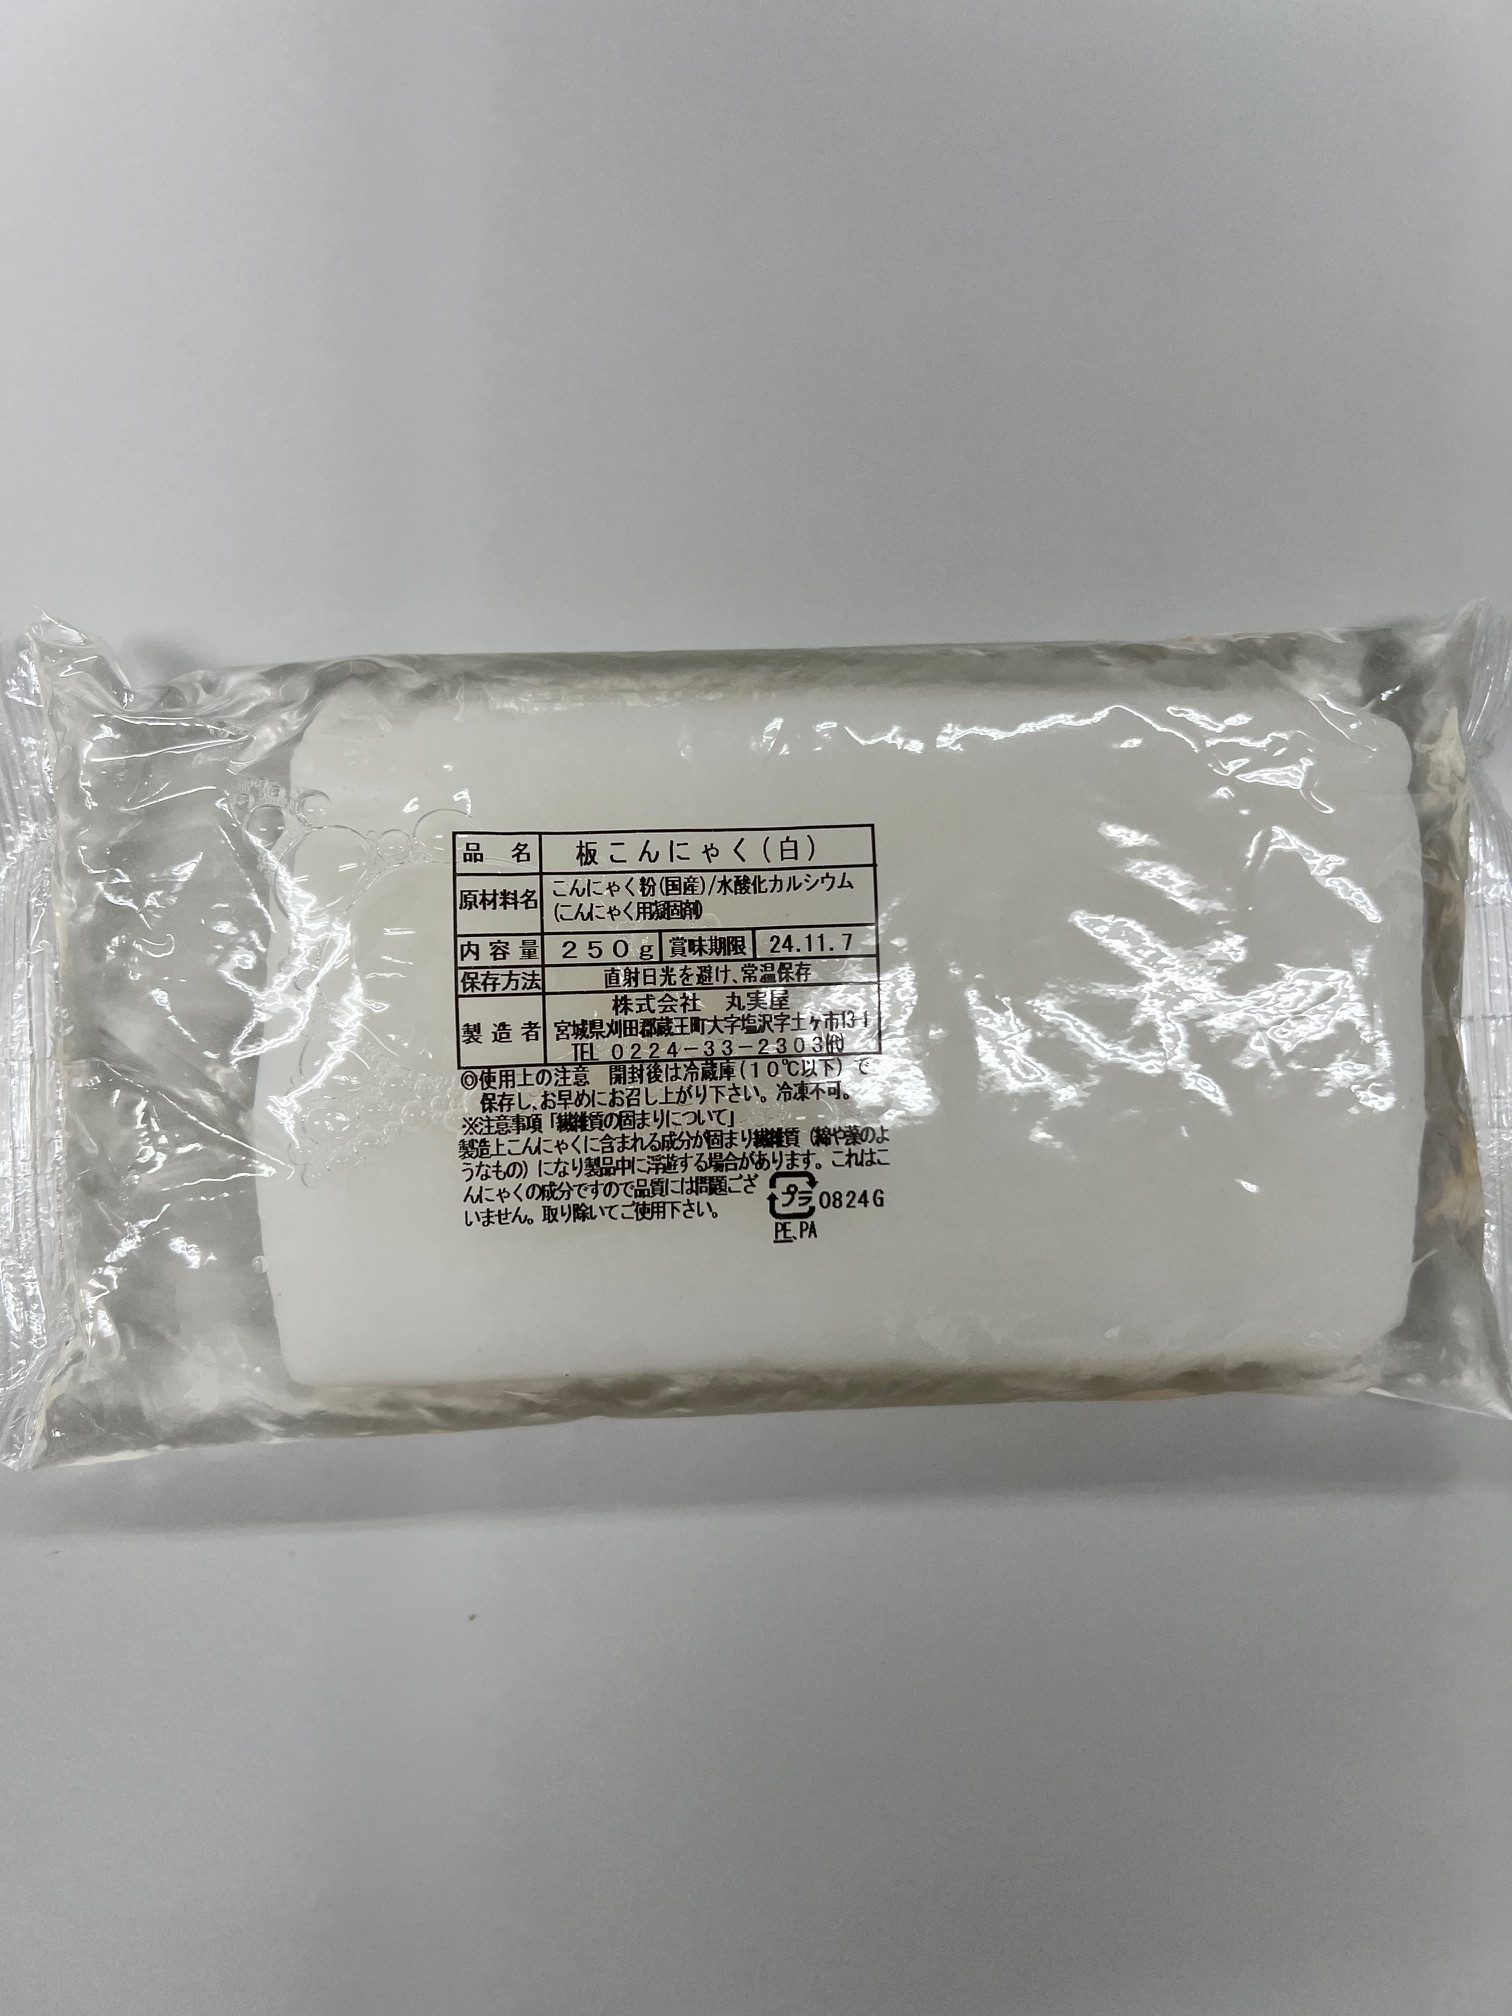 品 名 板こんにゃく(白)
原材料名 こんにゃく粉(国産)/水酸化カルシウム
(こんにゃく用凝固剤)
内容量 250g 賞味期限 24.11.7
保存方法 直射日光を避け、常温保存
製造者 株式会社 丸実屋
宮城県刈田郡蔵王町大字塩沢字土ヶ市13-1
TEL 0224-33-2303㈹
◎使用上の注意 開封後は冷蔵庫(10℃以下)で
保存し、お早めにお召し上がり下さい。冷凍不可。
※注意事項「繊維質の固まりについて」
製造上こんにゃくに含まれる成分が固まり繊維質(綿や藻のよ
うなもの)になり製品中に浮遊する場合があります。これはこ
んにゃくの成分ですので品質には問題ござ
いません。取り除いてご使用下さい。
プラ 0824G
PE、PA